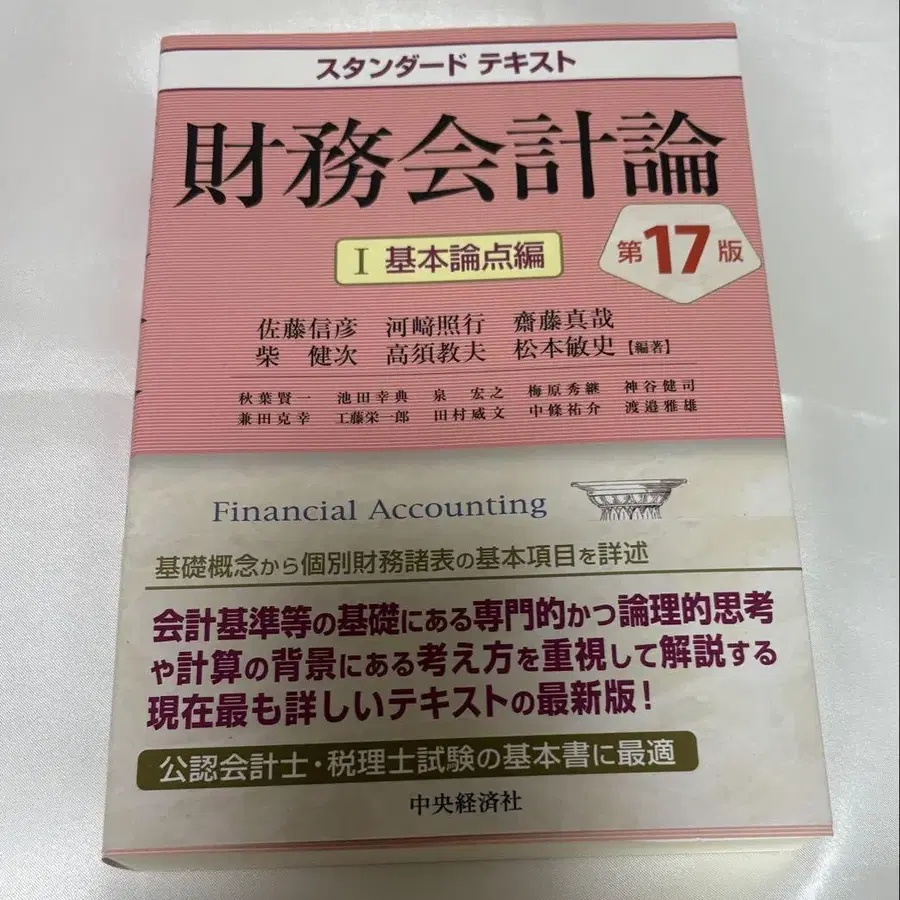 スタンダード テキスト
財務会計論
Ⅰ 基本論点編
第17版
佐藤信彦 河﨑照行 齋藤真哉
柴 健次 高須教夫 松本敏史【編著】
秋葉賢一 池田幸典 泉 宏之 梅原秀継 神谷健司
兼田克幸 工藤栄一郎 田村威文 中條祐介 渡邉雅雄
Financial Accounting
基礎概念から個別財務諸表の基本項目を詳述
会計基準等の基礎にある専門的かつ論理的思考
や計算の背景にある考え方を重視して解説する
現在最も詳しいテキストの最新版！
公認会計士・税理士試験の基本書に最適
中央経済社